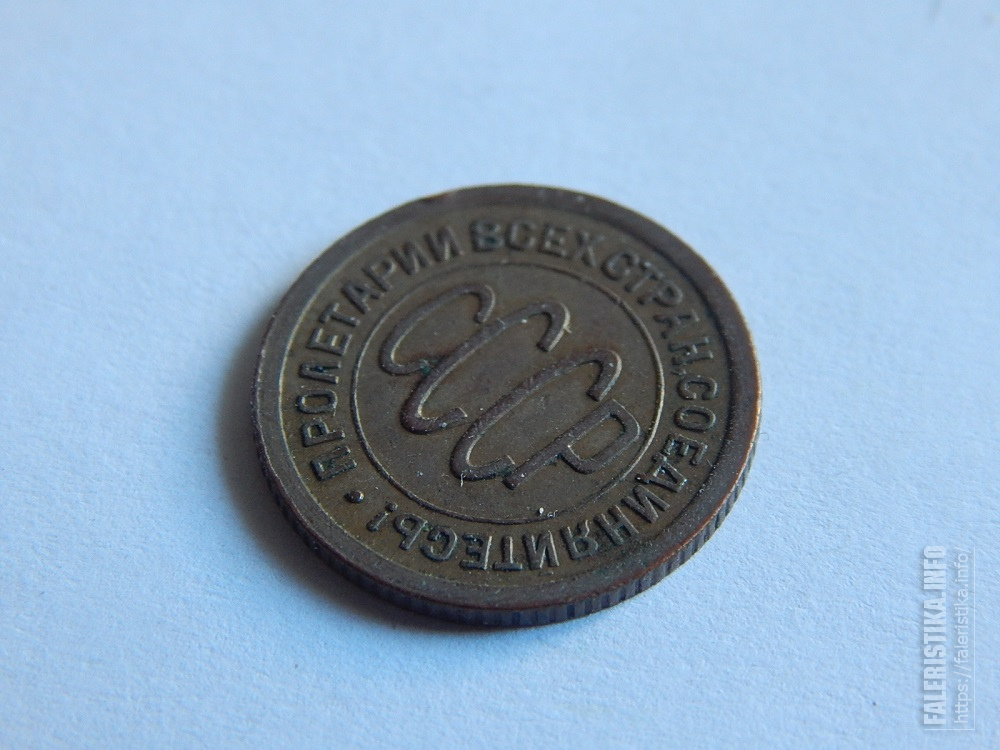 ПРОЛЕТАРИИ ВСЕХ СТРАН, СОЕДИНЯЙТЕСЬ! •
СССР
FALERISTIKA.INFO
https://faleristika.info/